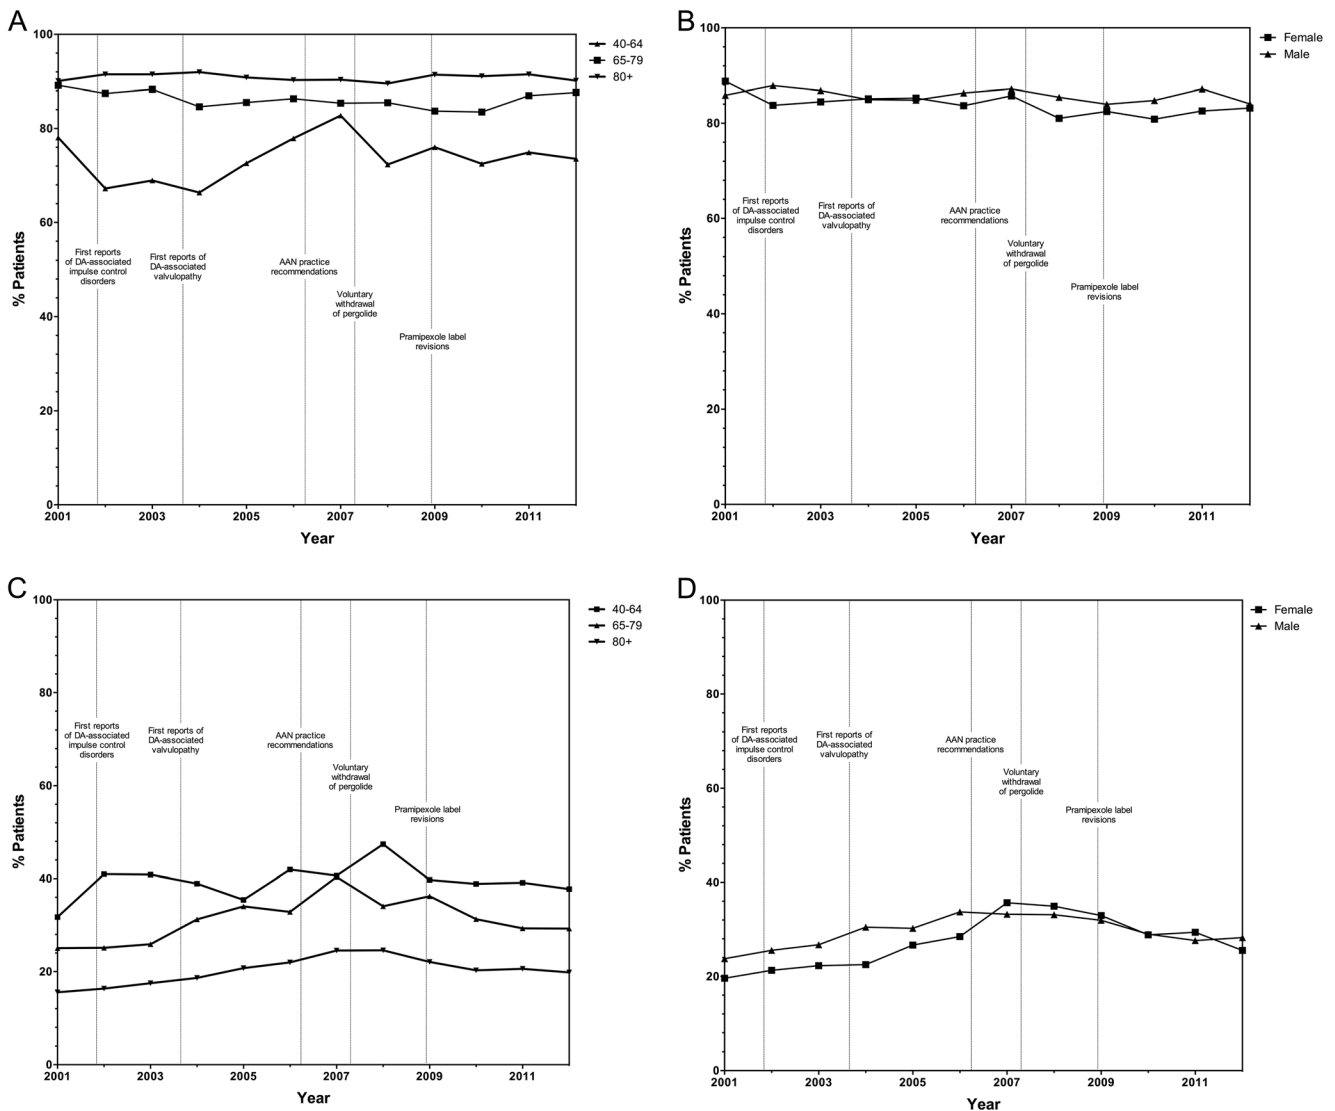 A
100
80
60
40
20
0
% Patients
2001
2003
2005
2007
2009
2011
Year
40-64
65-79
80+
First reports
of DA-associated
impulse control
disorders
First reports of
DA-associated
valvulopathy
AAN practice
recommendations
Voluntary
withdrawal
of pergolide
Pramipexole label
revisions
B
100
80
60
40
20
0
% Patients
2001
2003
2005
2007
2009
2011
Year
Female
Male
First reports
of DA-associated
impulse control
disorders
First reports of
DA-associated
valvulopathy
AAN practice
recommendations
Voluntary
withdrawal
of pergolide
Pramipexole label
revisions
C
100
80
60
40
20
0
% Patients
2001
2003
2005
2007
2009
2011
Year
40-64
65-79
80+
First reports
of DA-associated
impulse control
disorders
First reports of
DA-associated
valvulopathy
AAN practice
recommendations
Voluntary
withdrawal
of pergolide
Pramipexole label
revisions
D
100
80
60
40
20
0
% Patients
2001
2003
2005
2007
2009
2011
Year
Female
Male
First reports
of DA-associated
impulse control
disorders
First reports of
DA-associated
valvulopathy
AAN practice
recommendations
Voluntary
withdrawal
of pergolide
Pramipexole label
revisions